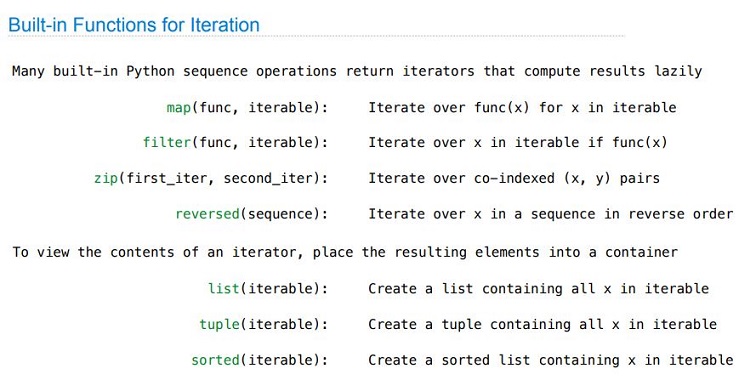 Built-in Functions for Iteration
Many built-in Python sequence operations return iterators that compute results lazily
map(func, iterable): Iterate over func(x) for x in iterable
filter(func, iterable): Iterate over x in iterable if func(x)
zip(first_iter, second_iter): Iterate over co-indexed (x, y) pairs
reversed(sequence): Iterate over x in a sequence in reverse order
To view the contents of an iterator, place the resulting elements into a container
list(iterable): Create a list containing all x in iterable
tuple(iterable): Create a tuple containing all x in iterable
sorted(iterable): Create a sorted list containing x in iterable